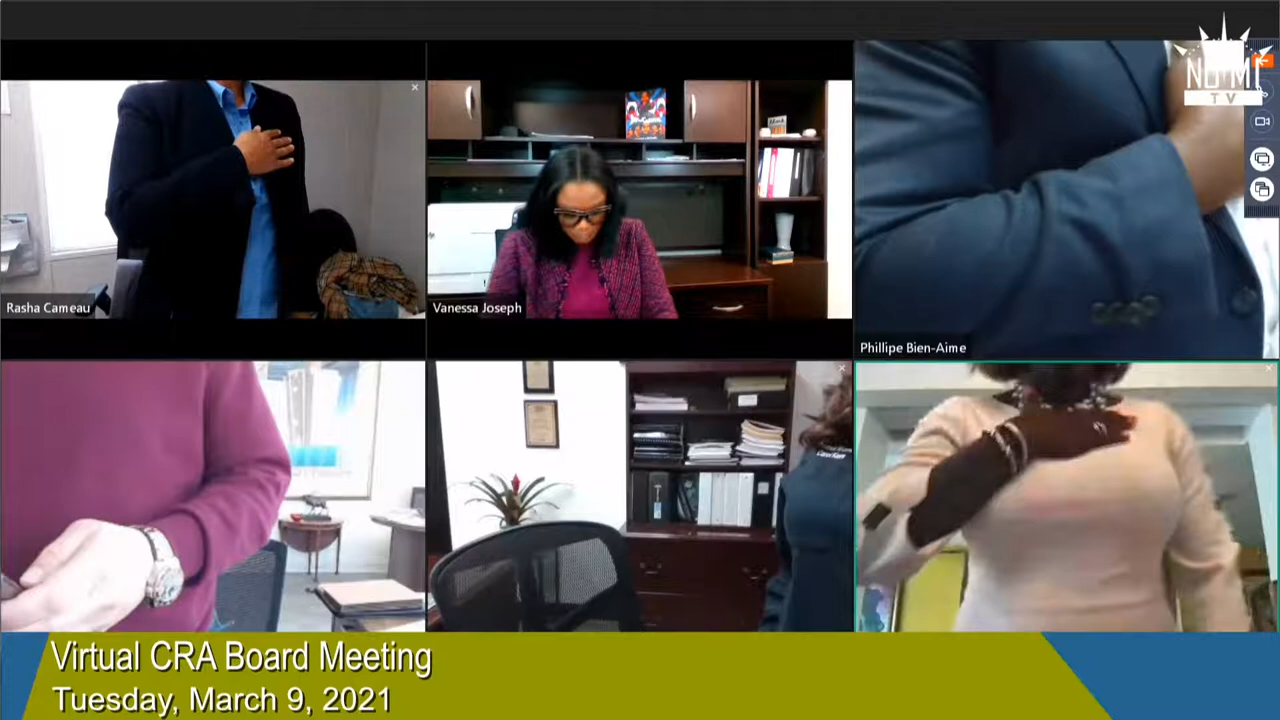 NOMI
TV
Rasha Cameau
Vanessa Joseph
Phillipe Bien-Aime
Virtual CRA Board Meeting
Tuesday, March 9, 2021